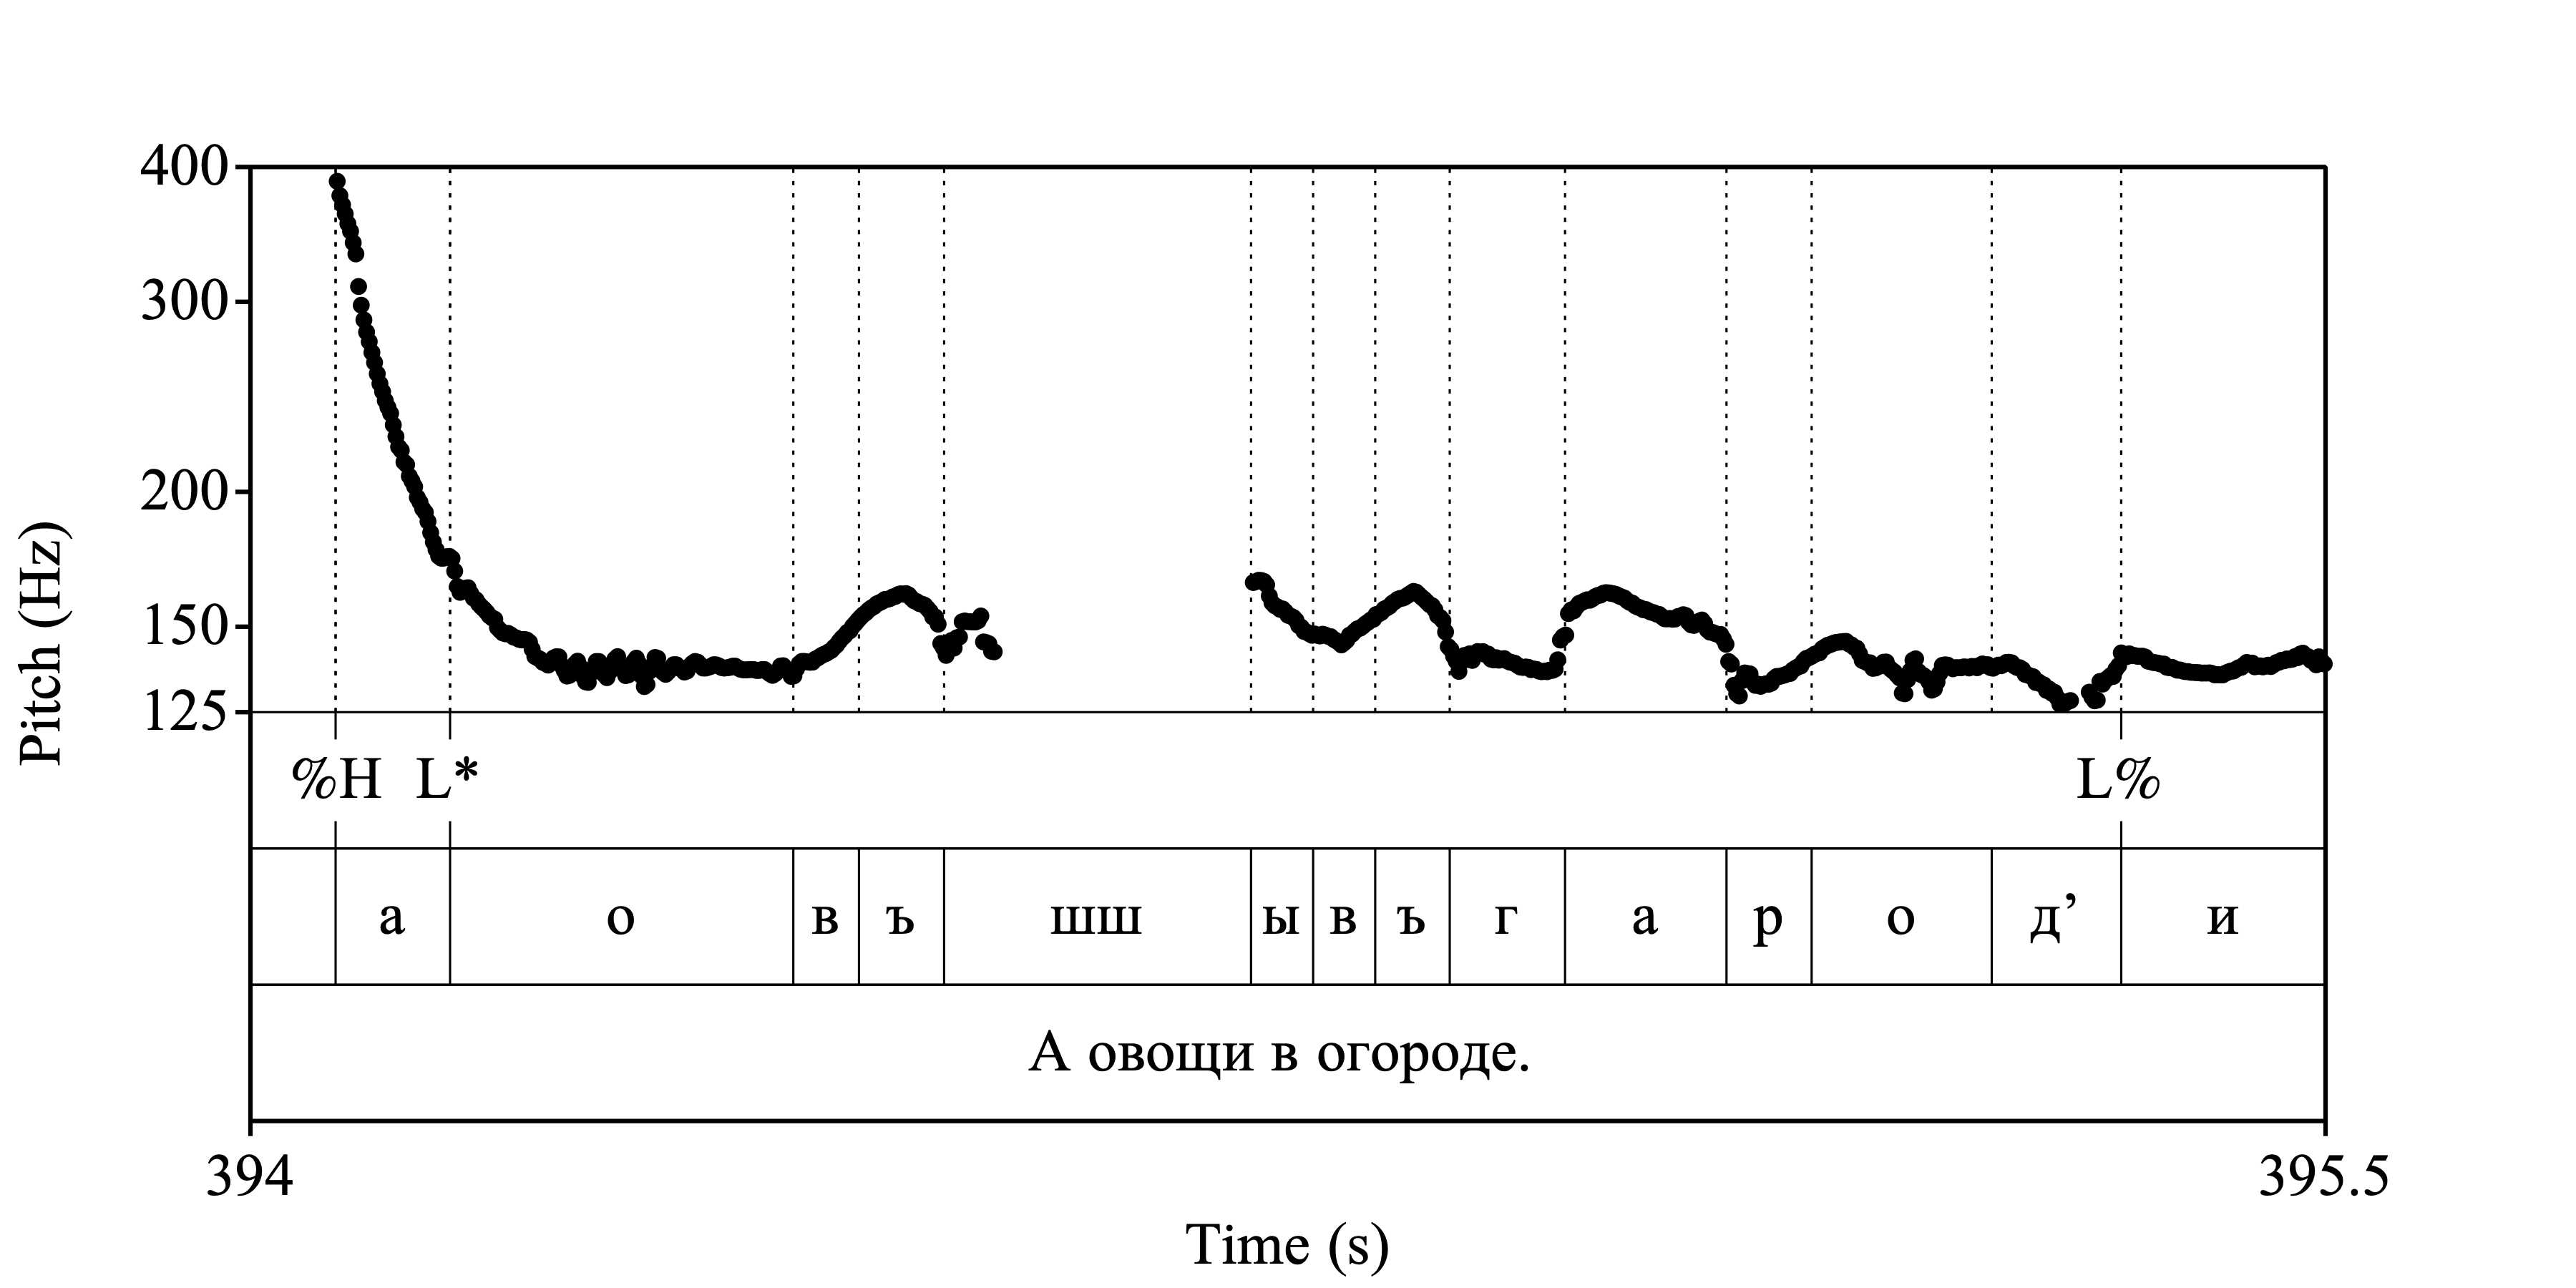 400
300
200
150
125
Pitch (Hz)
%H L* L%
а о в ъ шш ы в ъ г а р о д’ и
А овощи в огороде.
394 395.5
Time (s)